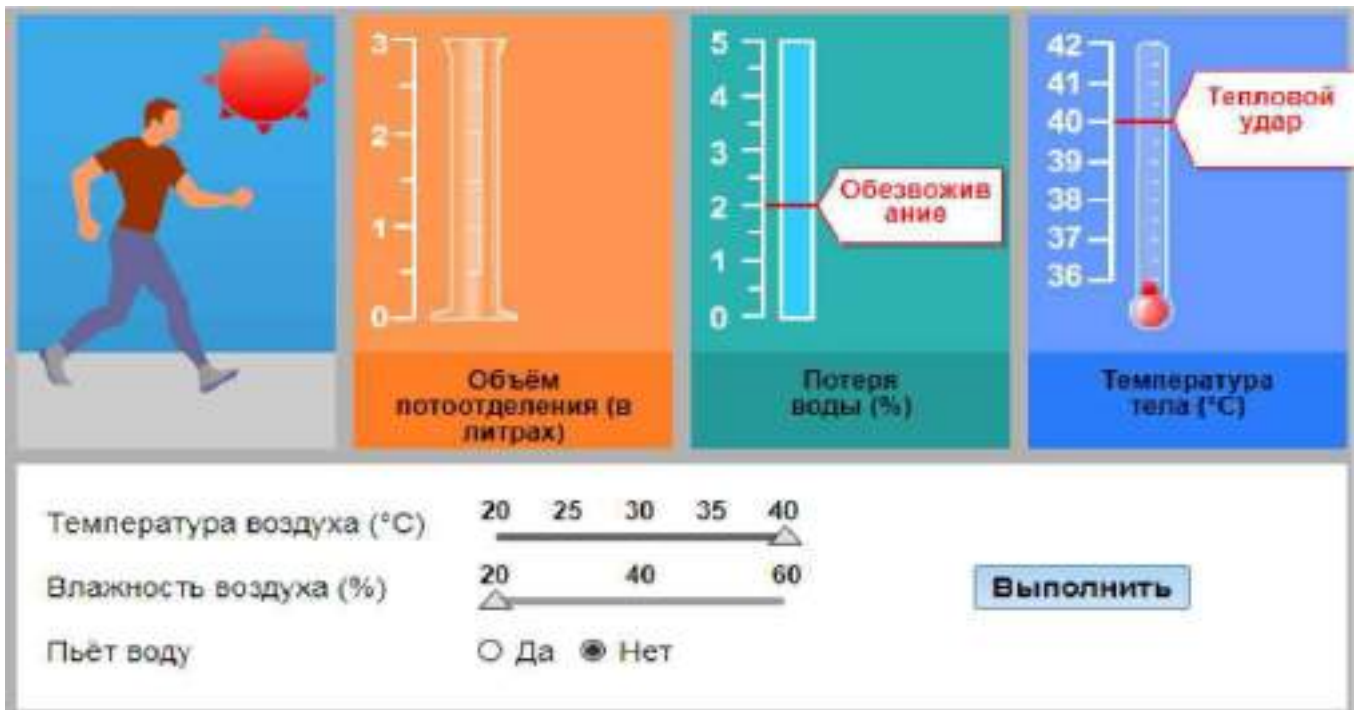 3
2
1
0
Объём
потоотделения (в
литрах)
5
4
3
2
1
0
Обезвожив
ание
Потеря
воды (%)
42
41
40
39
38
37
36
Тепловой
удар
Температура
тела (°C)
Температура воздуха (°C) 20 25 30 35 40
Влажность воздуха (%) 20 40 60
Выполнить
Пьёт воду Да Нет